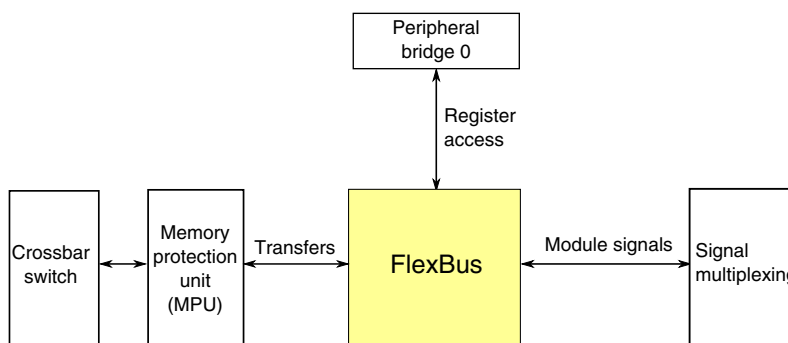 Peripheral
bridge 0
Register
access
Crossbar
switch
Memory
protection
unit
(MPU)
Transfers
FlexBus
Module signals
Signal
multiplexing